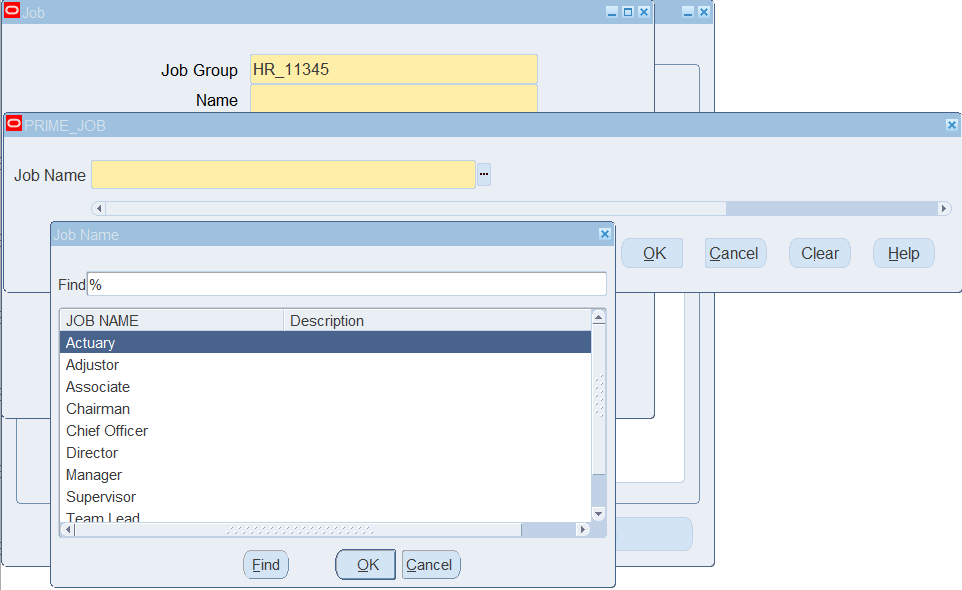 Job
Job Group HR_11345
Name
PRIME_JOB
Job Name
OK Cancel Clear Help
Job Name
Find %
JOB NAME Description
Actuary
Adjustor
Associate
Chairman
Chief Officer
Director
Manager
Supervisor
Team Lead
Find OK Cancel